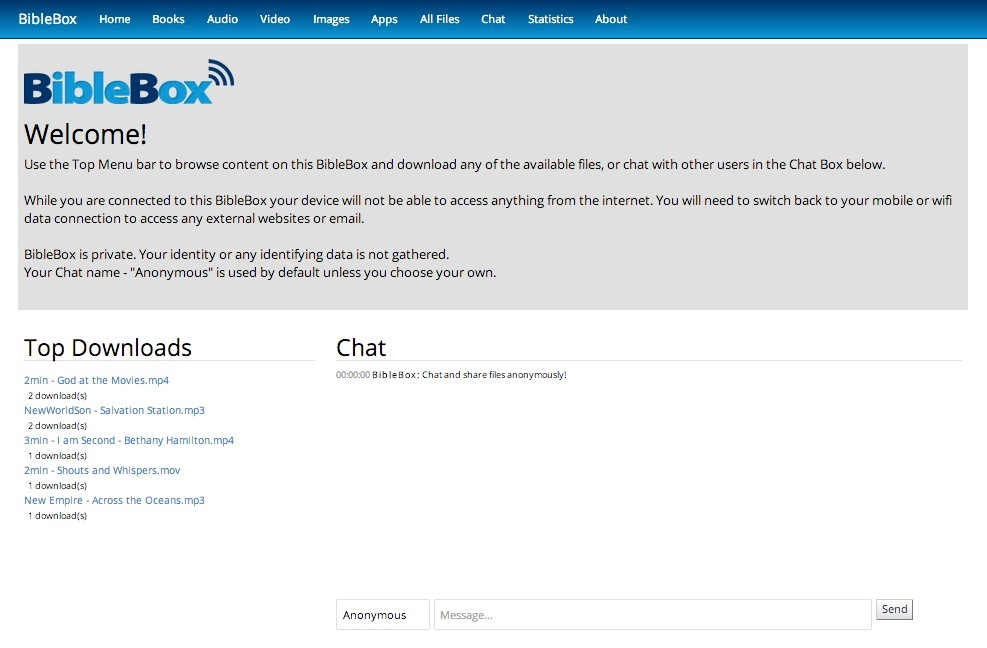 BibleBox Home Books Audio Video Images Apps All Files Chat Statistics About
BibleBox
Welcome!
Use the Top Menu bar to browse content on this BibleBox and download any of the available files, or chat with other users in the Chat Box below.
While you are connected to this BibleBox your device will not be able to access anything from the internet. You will need to switch back to your mobile or wifi
data connection to access any external websites or email.
BibleBox is private. Your identity or any identifying data is not gathered.
Your Chat name - "Anonymous" is used by default unless you choose your own.
Top Downloads
2min - God at the Movies.mp4
2 download(s)
NewWorldSon - Salvation Station.mp3
2 download(s)
3min - I am Second - Bethany Hamilton.mp4
1 download(s)
2min - Shouts and Whispers.mov
1 download(s)
New Empire - Across the Oceans.mp3
1 download(s)
Chat
00:00:00 BibleBox: Chat and share files anonymously!
Anonymous Message... Send